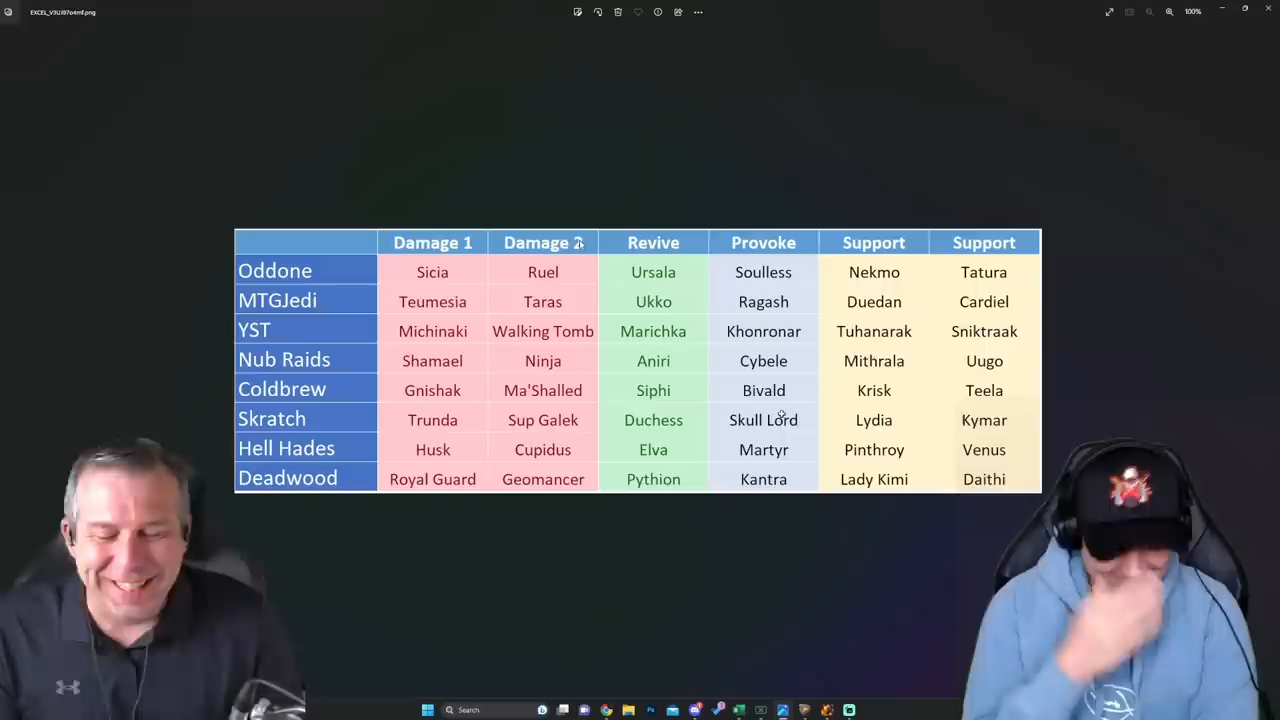 EXCEL_V3UJ97o4mf.png
100%
Damage 1 Damage 2 Revive Provoke Support Support
Oddone Sicia Ruel Ursala Soulless Nekmo Tatura
MTGJedi Teumesia Taras Ukko Ragash Duedan Cardiel
YST Michinaki Walking Tomb Marichka Khonronar Tuhanarak Sniktraak
Nub Raids Shamael Ninja Aniri Cybele Mithrala Uugo
Coldbrew Gnishak Ma'Shalled Siphi Bivald Krisk Teela
Skratch Trunda Sup Galek Duchess Skull Lord Lydia Kymar
Hell Hades Husk Cupidus Elva Martyr Pinthroy Venus
Deadwood Royal Guard Geomancer Pythion Kantra Lady Kimi Daithi
Search